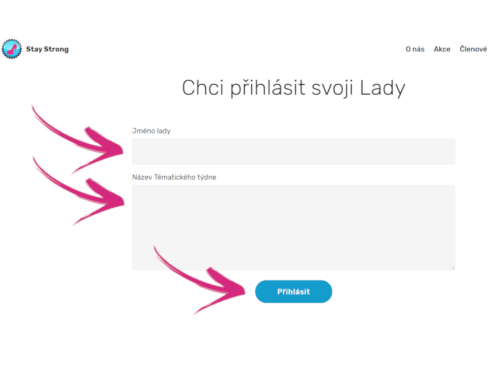 Stay Strong
O nás Akce Členové
Chci přihlásit svoji Lady
Jméno lady
Název Tématického týdne
Přihlásit